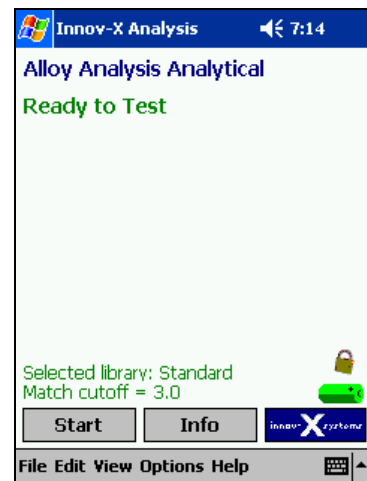 Innov-X Analysis 7:14
Alloy Analysis Analytical
Ready to Test
Selected library: Standard
Match cutoff = 3.0
Start Info innov-X systems
File Edit View Options Help